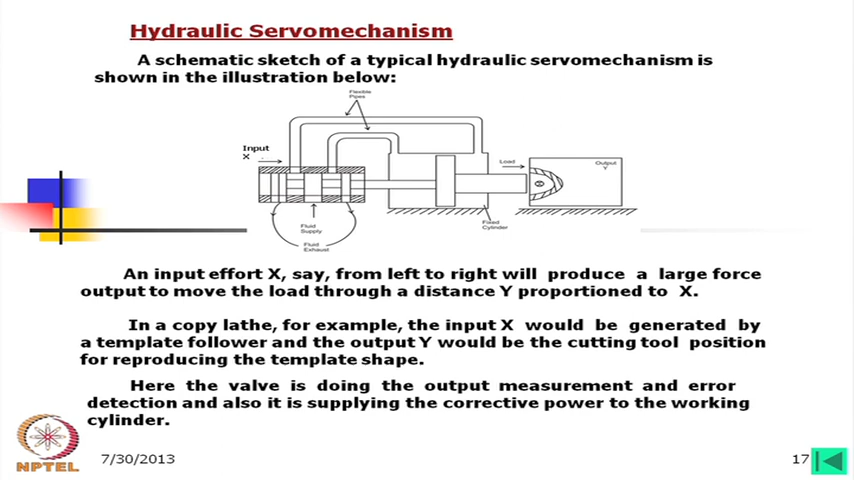 Hydraulic Servomechanism
A schematic sketch of a typical hydraulic servomechanism is
shown in the illustration below:
Flexible
Pipes
Input
X
Load
Output
Y
Fluid
Supply
Fixed
Cylinder
Fluid
Exhaust
An input effort X, say, from left to right will produce a large force
output to move the load through a distance Y proportioned to X.
In a copy lathe, for example, the input X would be generated by
a template follower and the output Y would be the cutting tool position
for reproducing the template shape.
Here the valve is doing the output measurement and error
detection and also it is supplying the corrective power to the working
cylinder.
NPTEL
7/30/2013
17